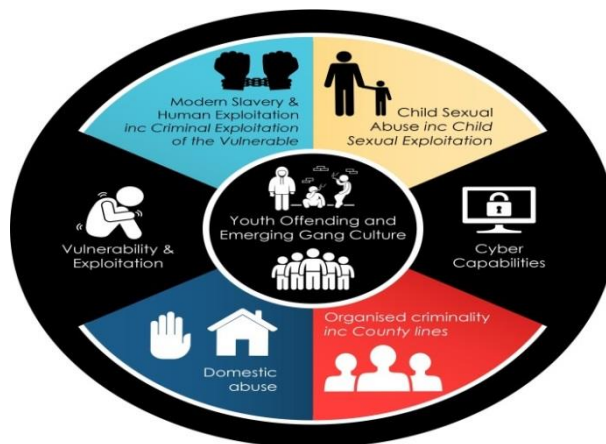 Modern Slavery &
Human Exploitation
inc Criminal Exploitation
of the Vulnerable
Child Sexual
Abuse inc Child
Sexual Exploitation
Vulnerability &
Exploitation
Youth Offending and
Emerging Gang Culture
Cyber
Capabilities
Domestic
abuse
Organised criminality
inc County lines